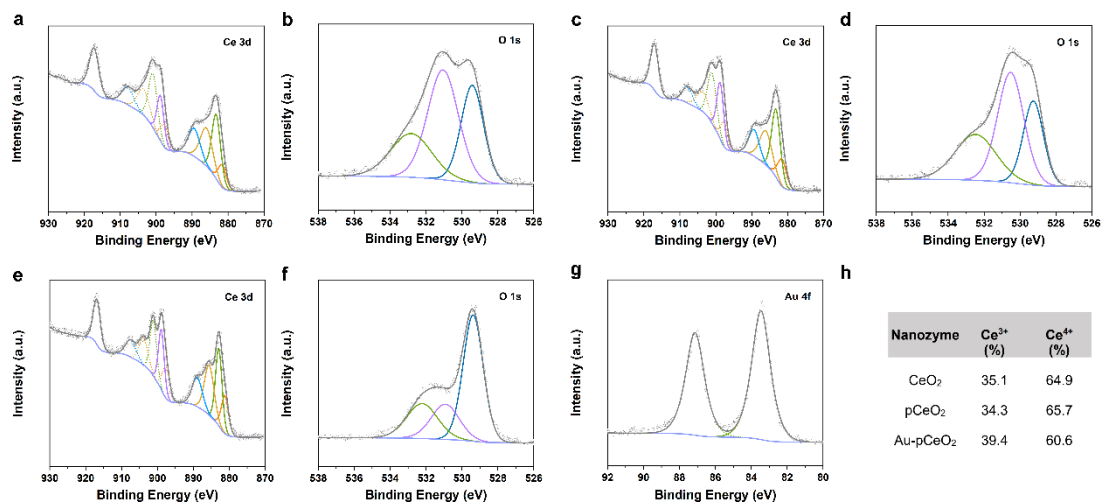 a
Ce 3d
Intensity (a.u.)
930 920 910 900 890 880 870
Binding Energy (eV)
b
O 1s
Intensity (a.u.)
538 536 534 532 530 528 526
Binding Energy (eV)
c
Ce 3d
Intensity (a.u.)
930 920 910 900 890 880 870
Binding Energy (eV)
d
O 1s
Intensity (a.u.)
538 536 534 532 530 528 526
Binding Energy (eV)
e
Ce 3d
Intensity (a.u.)
930 920 910 900 890 880 870
Binding Energy (eV)
f
O 1s
Intensity (a.u.)
538 536 534 532 530 528 526
Binding Energy (eV)
g
Au 4f
Intensity (a.u.)
92 90 88 86 84 82 80
Binding Energy (eV)
h
Nanozyme Ce³⁺ Ce⁴⁺
(%) (%)
CeO₂ 35.1 64.9
pCeO₂ 34.3 65.7
Au-pCeO₂ 39.4 60.6